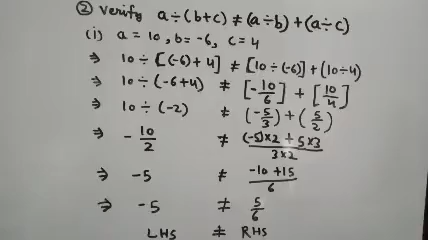 ② Verify a ÷ (b+c) ≠ (a÷b) + (a÷c)
(i) a = 10, b = -6, c = 4
⇒ 10 ÷ [(-6) + 4] ≠ [10 ÷ (-6)] + (10÷4)
⇒ 10 ÷ (-6+4) ≠ [-10/6] + [10/4]
⇒ 10 ÷ (-2) ≠ (-5/3) + (5/2)
⇒ -10/2 ≠ (-5)×2 + 5×3 / 3×2
⇒ -5 ≠ -10 + 15 / 6
⇒ -5 ≠ 5/6
LHS ≠ RHS